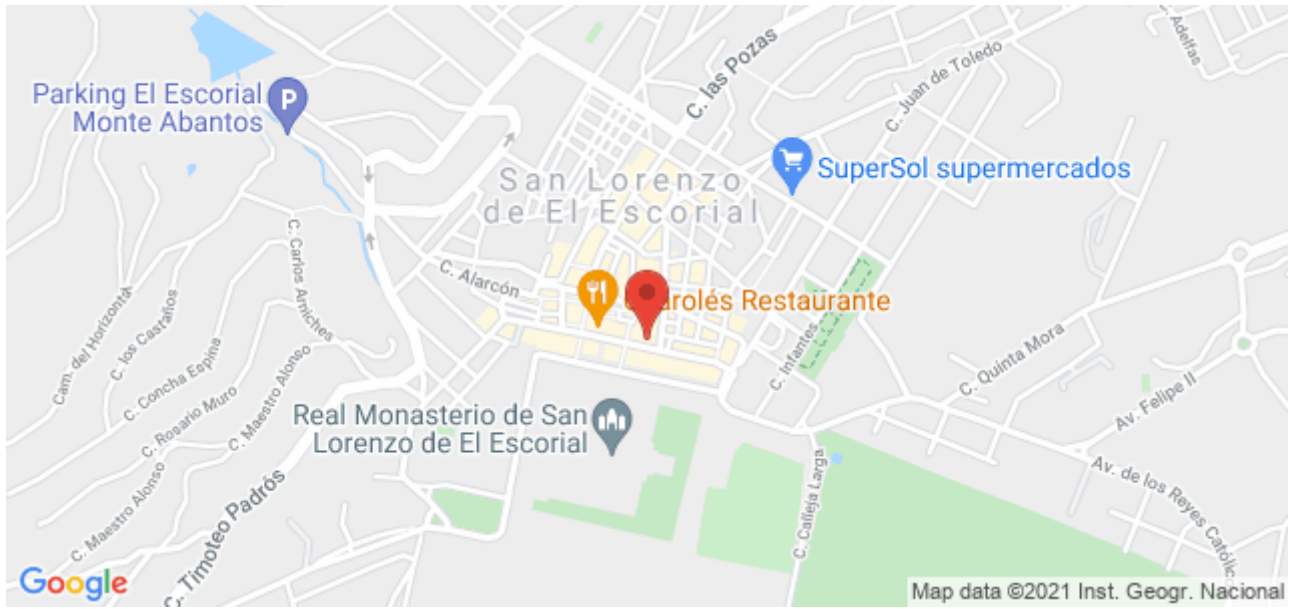 C. Adelfas
C. las Pozas
C. Juan de Toledo
Parking El Escorial
Monte Abantos
P
SuperSol supermercados
San Lorenzo
de El Escorial
C. Carlos Arniches
C. Alarcón
Restaurante
Cam. del Horizontal
C. los Castaños
C. Infantes
C. Quinta Mora
Av. Felipe II
C. Concha Espina
C. Rosario Muro
C. Maestro Alonso
Real Monasterio de San
Lorenzo de El Escorial
C. Calleja Larga
Av. de los Reyes Católic
C. Maestro Alonso
C. Timoteo Padrós
Google
Map data ©2021 Inst. Geogr. Nacional